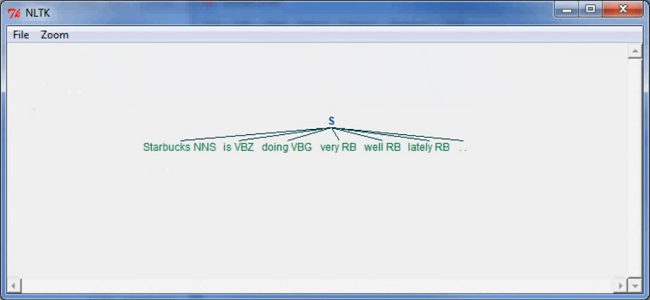 NLTK
File Zoom
S
Starbucks NNS is VBZ doing VBG very RB well RB lately RB . .